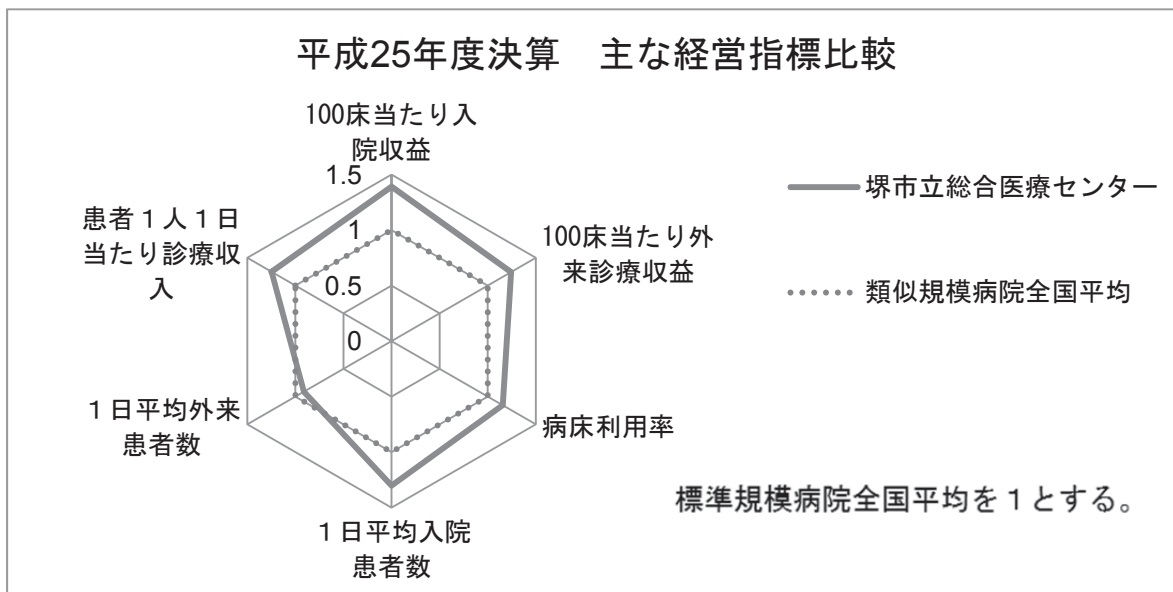 平成25年度決算　主な経営指標比較
100床当たり入
院収益
1.5
1
0.5
0
100床当たり外
来診療収益
病床利用率
１日平均入院
患者数
１日平均外来
患者数
患者１人１日
当たり診療収
入
堺市立総合医療センター
類似規模病院全国平均
標準規模病院全国平均を１とする。